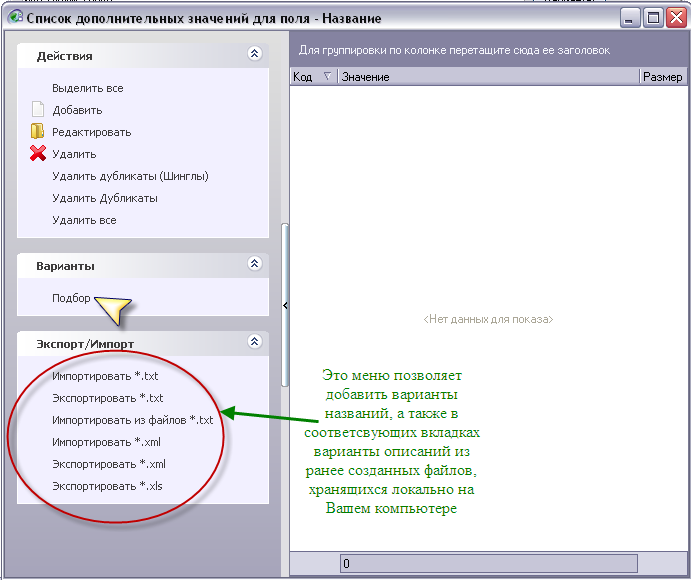 Список дополнительных значений для поля - Название
Действия
Выделить все
Добавить
Редактировать
Удалить
Удалить дубликаты (Шинглы)
Удалить Дубликаты
Удалить все
Варианты
Подбор
Экспорт/Импорт
Импортировать *.txt
Экспортировать *.txt
Импортировать из файлов *.txt
Импортировать *.xml
Экспортировать *.xml
Экспортировать *.xls
Для группировки по колонке перетащите сюда ее заголовок
Код Значение Размер
<Нет данных для показа>
Это меню позволяет
добавить варианты
названий, а также в
соответсвующих вкладках
варианты описаний из
ранее созданных файлов,
хранящихся локально на
Вашем компьютере
0